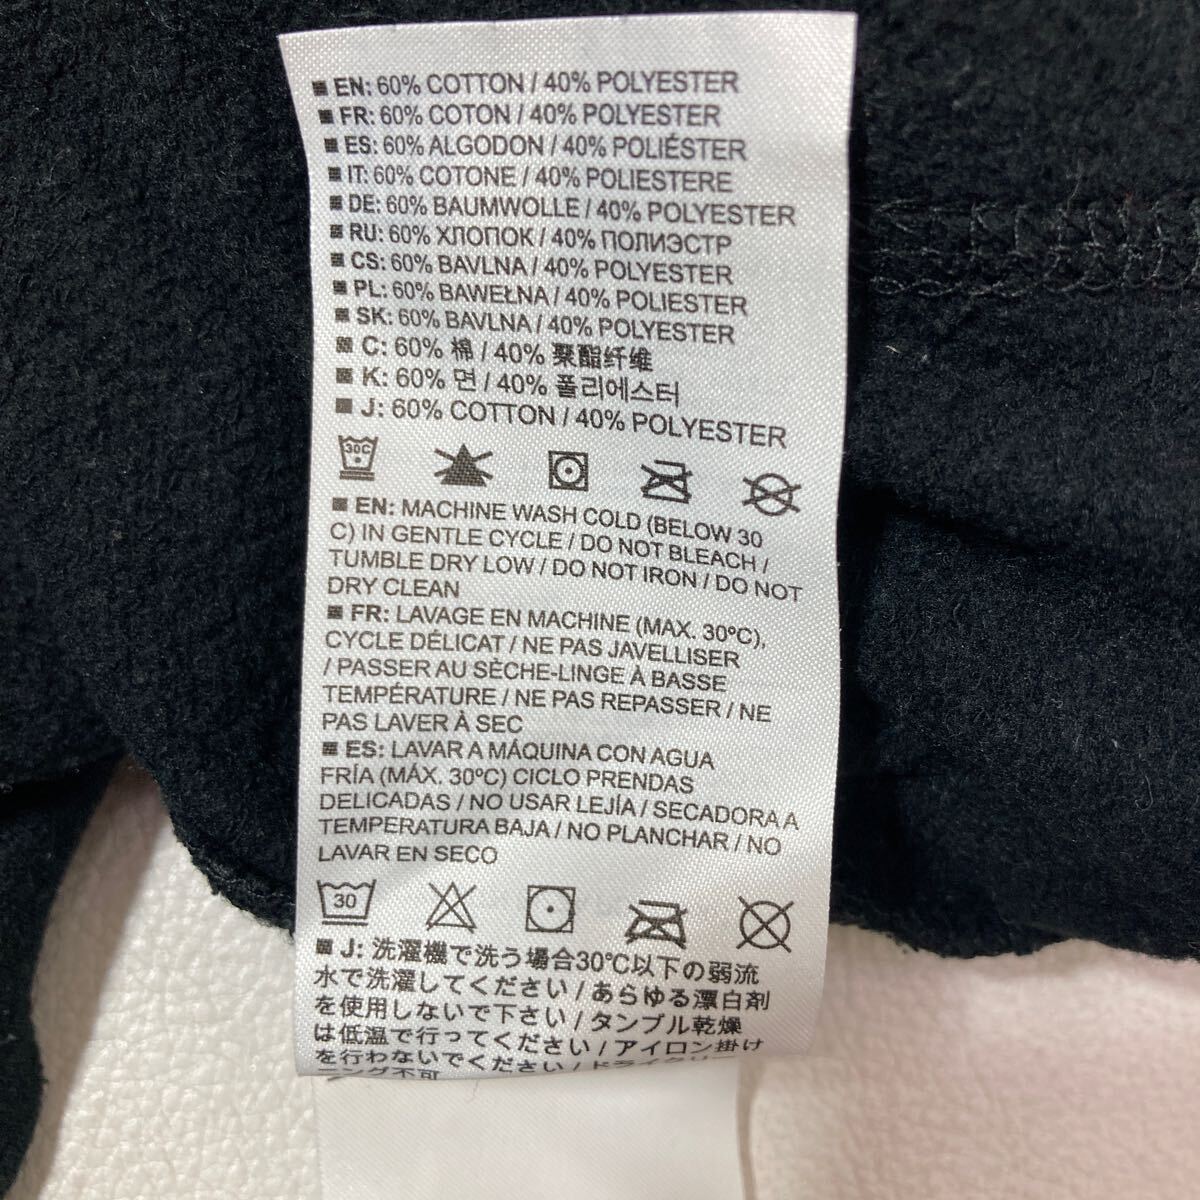 ■ EN: 60% COTTON / 40% POLYESTER
■ FR: 60% COTON / 40% POLYESTER
■ ES: 60% ALGODON / 40% POLIÉSTER
■ IT: 60% COTONE / 40% POLIESTERE
■ DE: 60% BAUMWOLLE / 40% POLYESTER
■ RU: 60% ХЛОПОК / 40% ПОЛИЭСТР
■ CS: 60% BAVLNA / 40% POLYESTER
■ PL: 60% BAWEŁNA / 40% POLIESTER
■ SK: 60% BAVLNA / 40% POLYESTER
■ C: 60% 棉 / 40% 聚酯纤维
■ K: 60% 면 / 40% 폴리에스터
■ J: 60% COTTON / 40% POLYESTER
30C
■ EN: MACHINE WASH COLD (BELOW 30
C) IN GENTLE CYCLE / DO NOT BLEACH /
TUMBLE DRY LOW / DO NOT IRON / DO NOT
DRY CLEAN
■ FR: LAVAGE EN MACHINE (MAX. 30ºC),
CYCLE DÉLICAT / NE PAS JAVELLISER
/ PASSER AU SÈCHE-LINGE À BASSE
TEMPÉRATURE / NE PAS REPASSER / NE
PAS LAVER À SEC
■ ES: LAVAR A MÁQUINA CON AGUA
FRÍA (MÁX. 30ºC) CICLO PRENDAS
DELICADAS / NO USAR LEJÍA / SECADORA A
TEMPERATURA BAJA / NO PLANCHAR / NO
LAVAR EN SECO
30
■ J: 洗濯機で洗う場合30℃以下の弱流
水で洗濯してください / あらゆる漂白剤
を使用しないで下さい / タンブル乾燥
は低温で行ってください / アイロン掛け
を行わないでください / ドライクリー
ニング不可